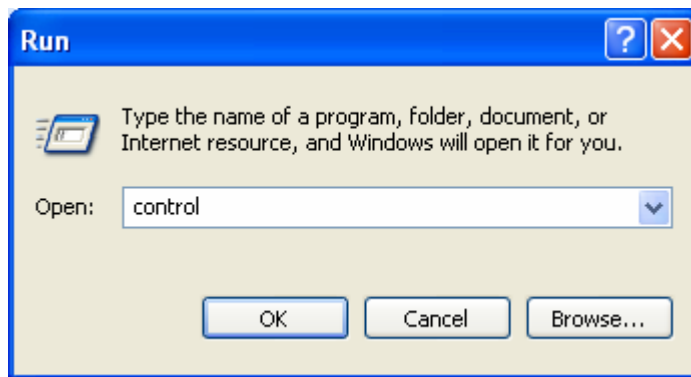 Run
Type the name of a program, folder, document, or
Internet resource, and Windows will open it for you.
Open: control
OK Cancel Browse...